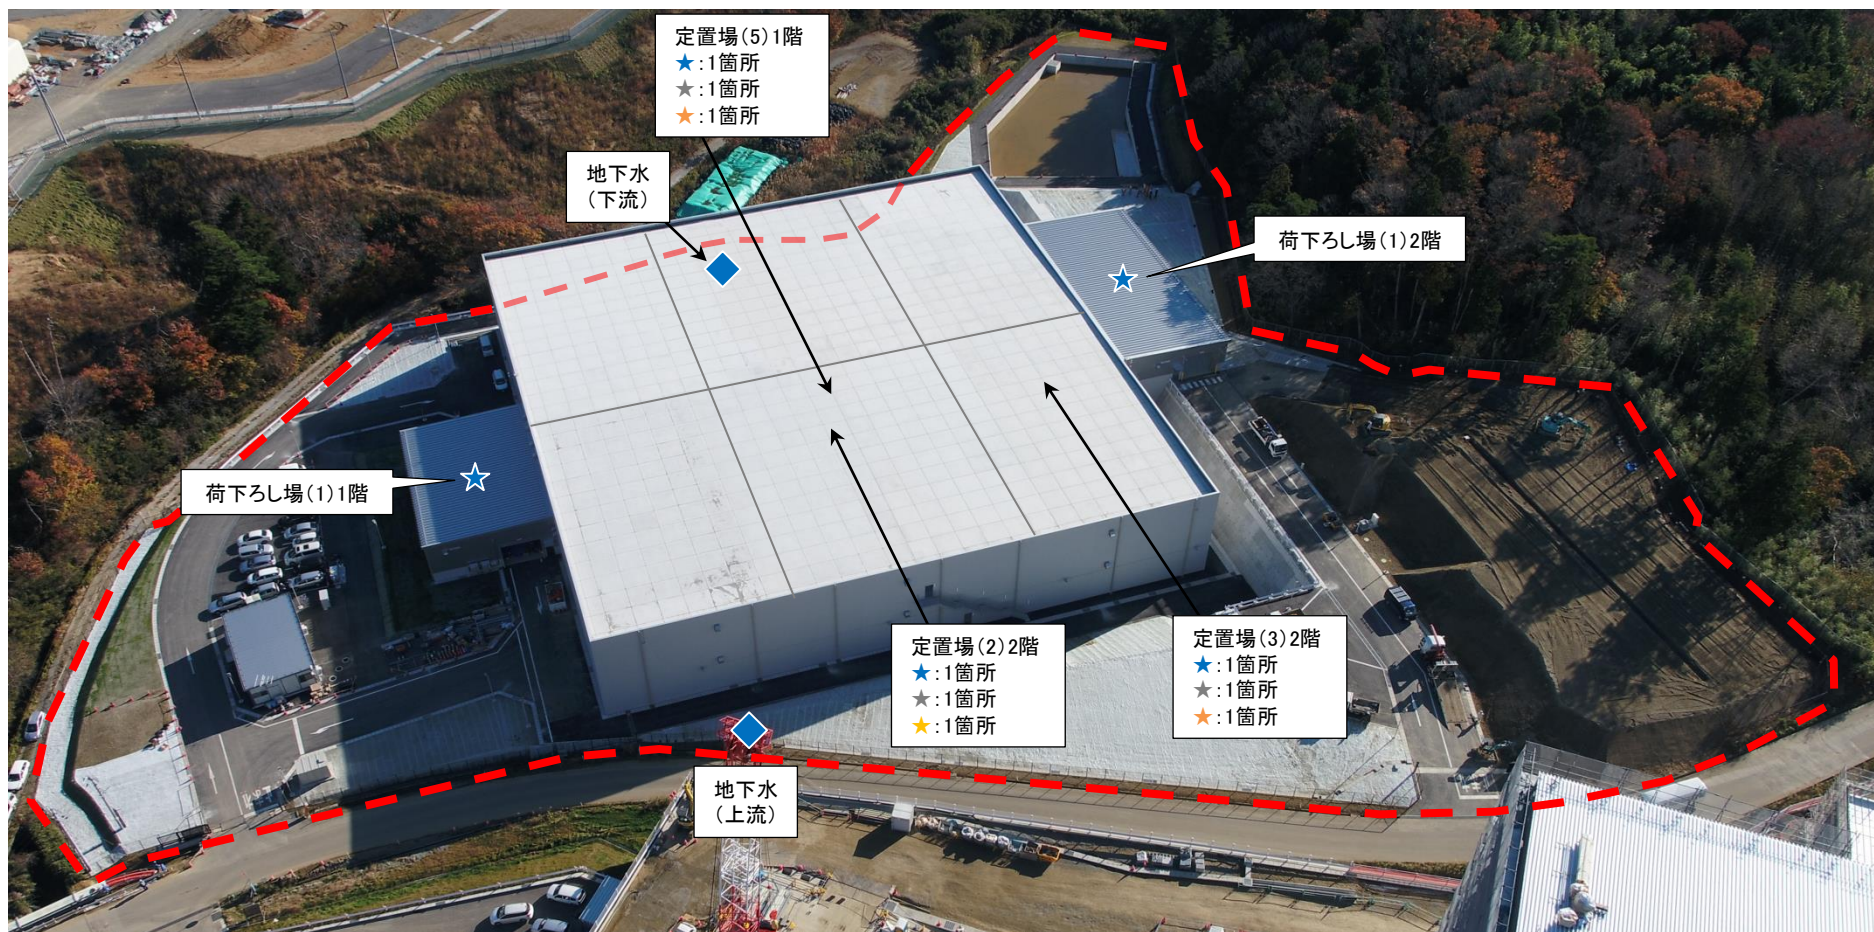 定置場(5)1階
★:1箇所
★:1箇所
★:1箇所
地下水
(下流)
荷下ろし場(1)2階
荷下ろし場(1)1階
定置場(2)2階
★:1箇所
★:1箇所
★:1箇所
定置場(3)2階
★:1箇所
★:1箇所
★:1箇所
地下水
(上流)